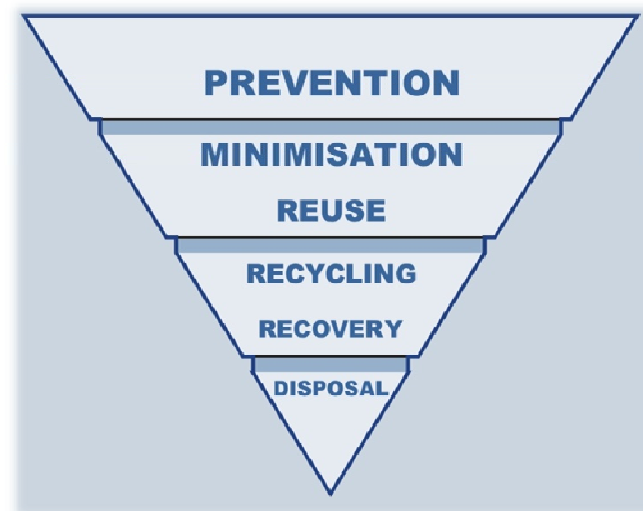 PREVENTION
MINIMISATION
REUSE
RECYCLING
RECOVERY
DISPOSAL